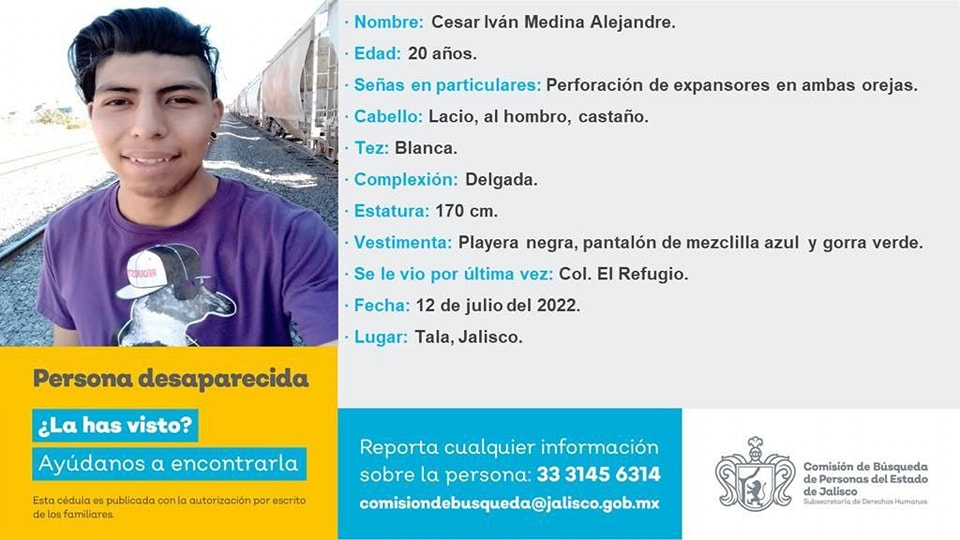 · Nombre: Cesar Iván Medina Alejandre.
· Edad: 20 años.
· Señas en particulares: Perforación de expansores en ambas orejas.
· Cabello: Lacio, al hombro, castaño.
· Tez: Blanca.
· Complexión: Delgada.
· Estatura: 170 cm.
· Vestimenta: Playera negra, pantalón de mezclilla azul y gorra verde.
· Se le vio por última vez: Col. El Refugio.
· Fecha: 12 de julio del 2022.
· Lugar: Tala, Jalisco.
Persona desaparecida
¿La has visto?
Ayúdanos a encontrarla
Esta cédula es publicada con la autorización por escrito
de los familiares.
Reporta cualquier información
sobre la persona: 33 3145 6314
comisiondebusqueda@jalisco.gob.mx
Comisión de Búsqueda
de Personas del Estado
de Jalisco
Subsecretaría de Derechos Humanos